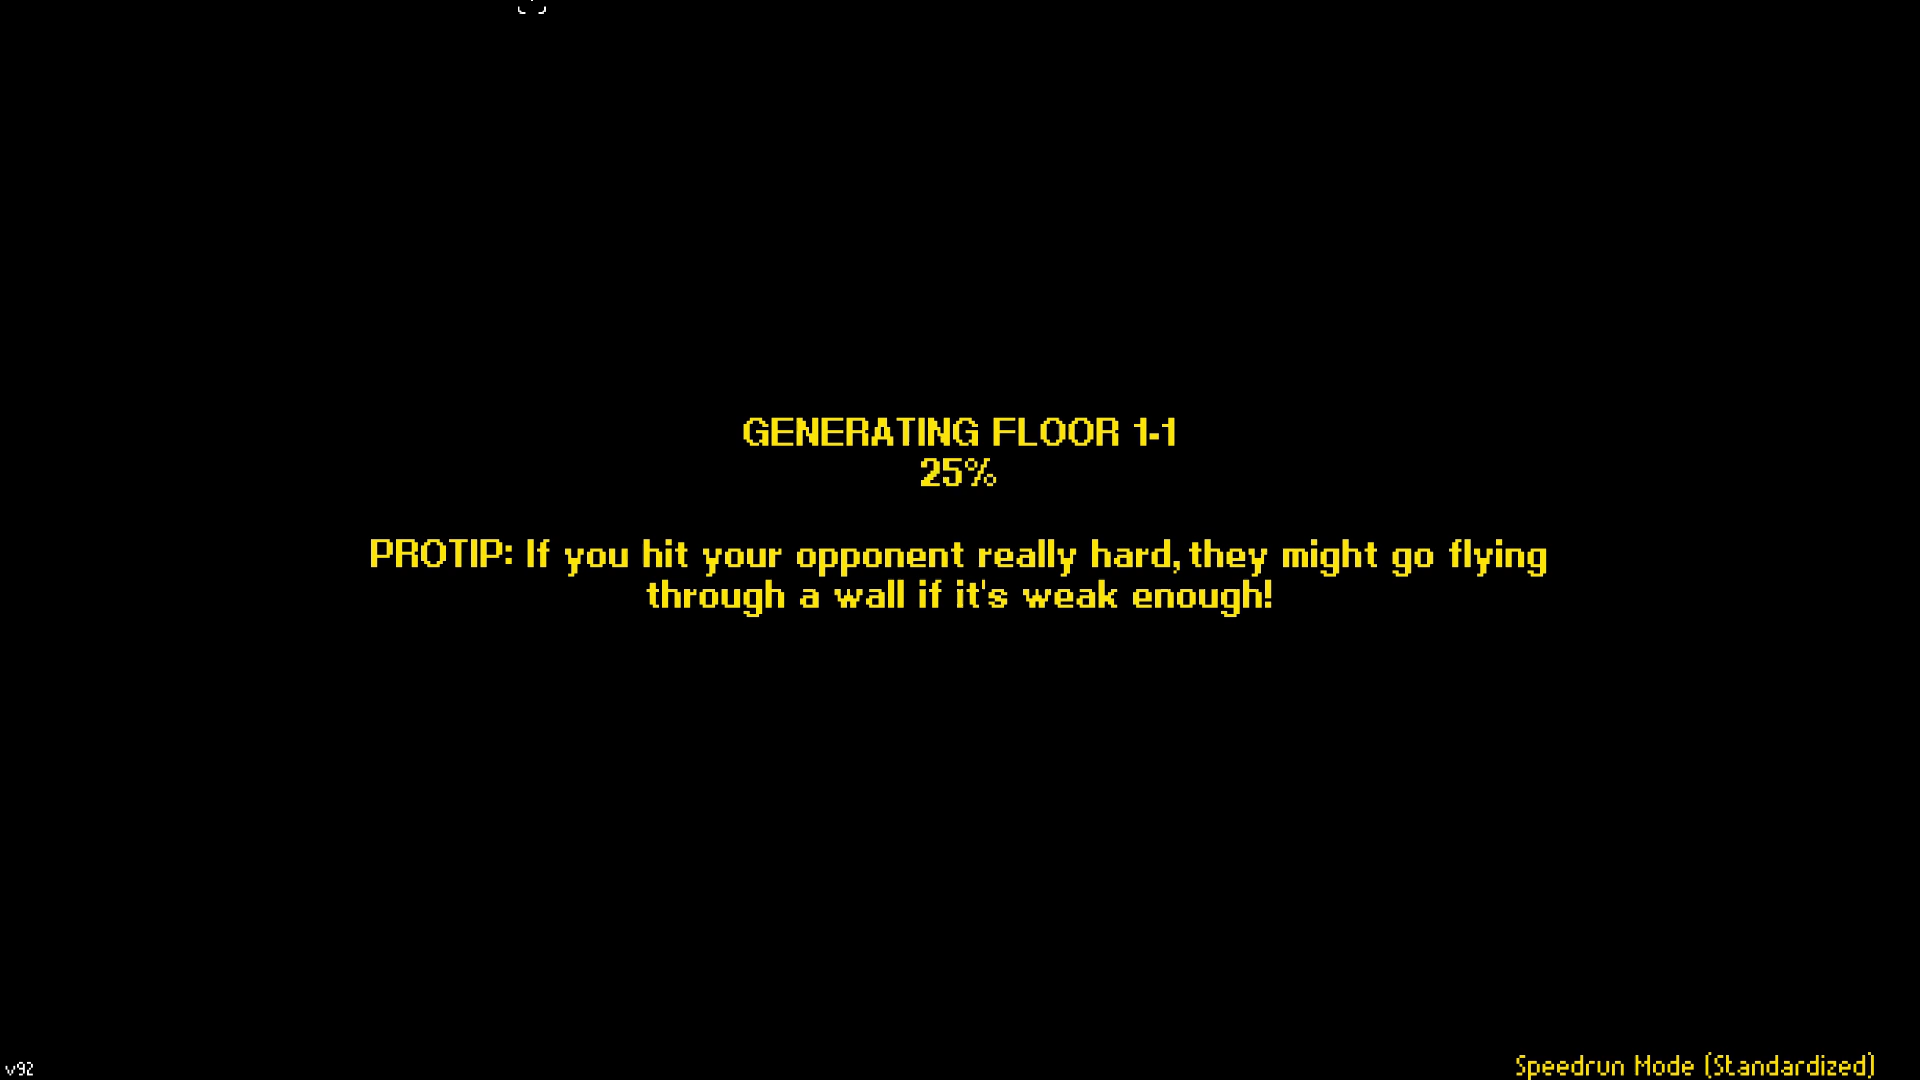 GENERATING FLOOR 1-1
25%
PROTIP: If you hit your opponent really hard, they might go flying
through a wall if it's weak enough!
v92
Speedrun Mode (Standardized)